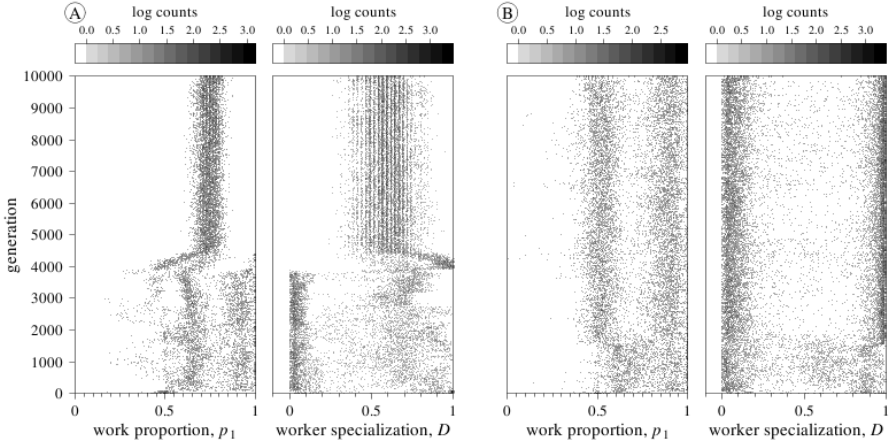 A
log counts
log counts
B
log counts
log counts
0.0 0.5 1.0 1.5 2.0 2.5 3.0
0.0 0.5 1.0 1.5 2.0 2.5 3.0
0.0 0.5 1.0 1.5 2.0 2.5
0.0 0.5 1.0 1.5 2.0 2.5 3.0
10000
9000
8000
7000
6000
5000
4000
3000
2000
1000
0
generation
0 0.5 1
0 0.5 1
0 0.5 1
0 0.5 1
work proportion, p1
worker specialization, D
work proportion, p1
worker specialization, D